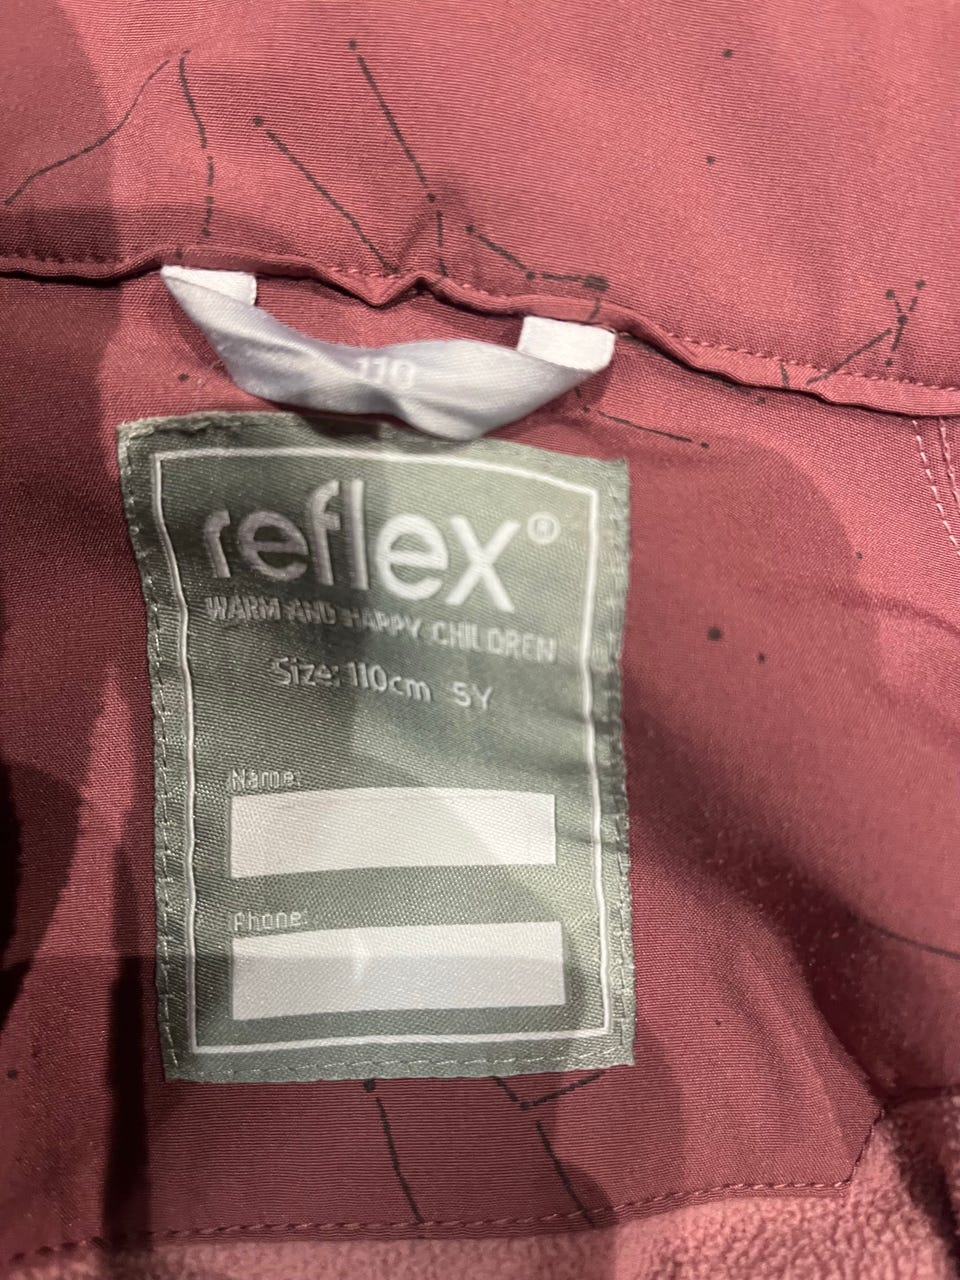 110
reflex®
WARM AND HAPPY CHILDREN
Size: 110cm 5Y
Name:
Phone: